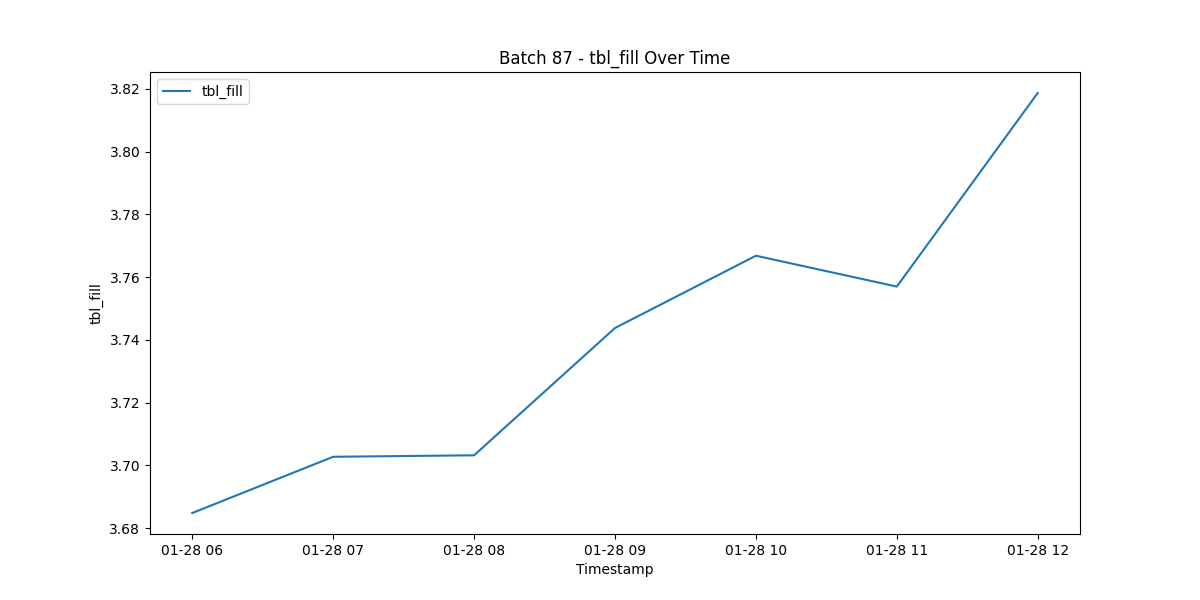 Batch 87 - tbl_fill Over Time
tbl_fill
3.82
3.80
3.78
3.76
3.74
3.72
3.70
3.68
tbl_fill
01-28 06 01-28 07 01-28 08 01-28 09 01-28 10 01-28 11 01-28 12
Timestamp